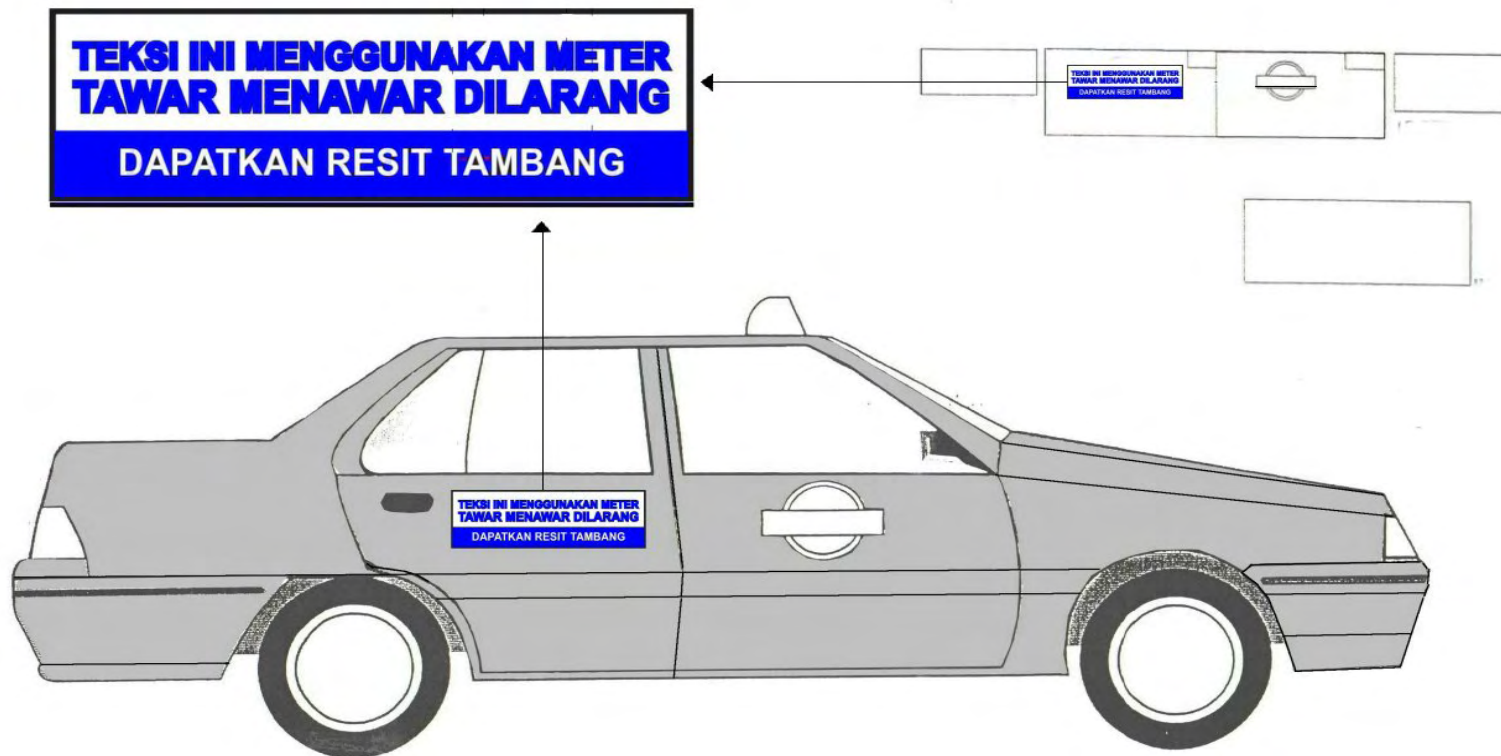 TEKSI INI MENGGUNAKAN METER
TAWAR MENAWAR DILARANG
DAPATKAN RESIT TAMBANG
TEKSI INI MENGGUNAKAN METER
TAWAR MENAWAR DILARANG
DAPATKAN RESIT TAMBANG
TEKSI INI MENGGUNAKAN METER
TAWAR MENAWAR DILARANG
DAPATKAN RESIT TAMBANG